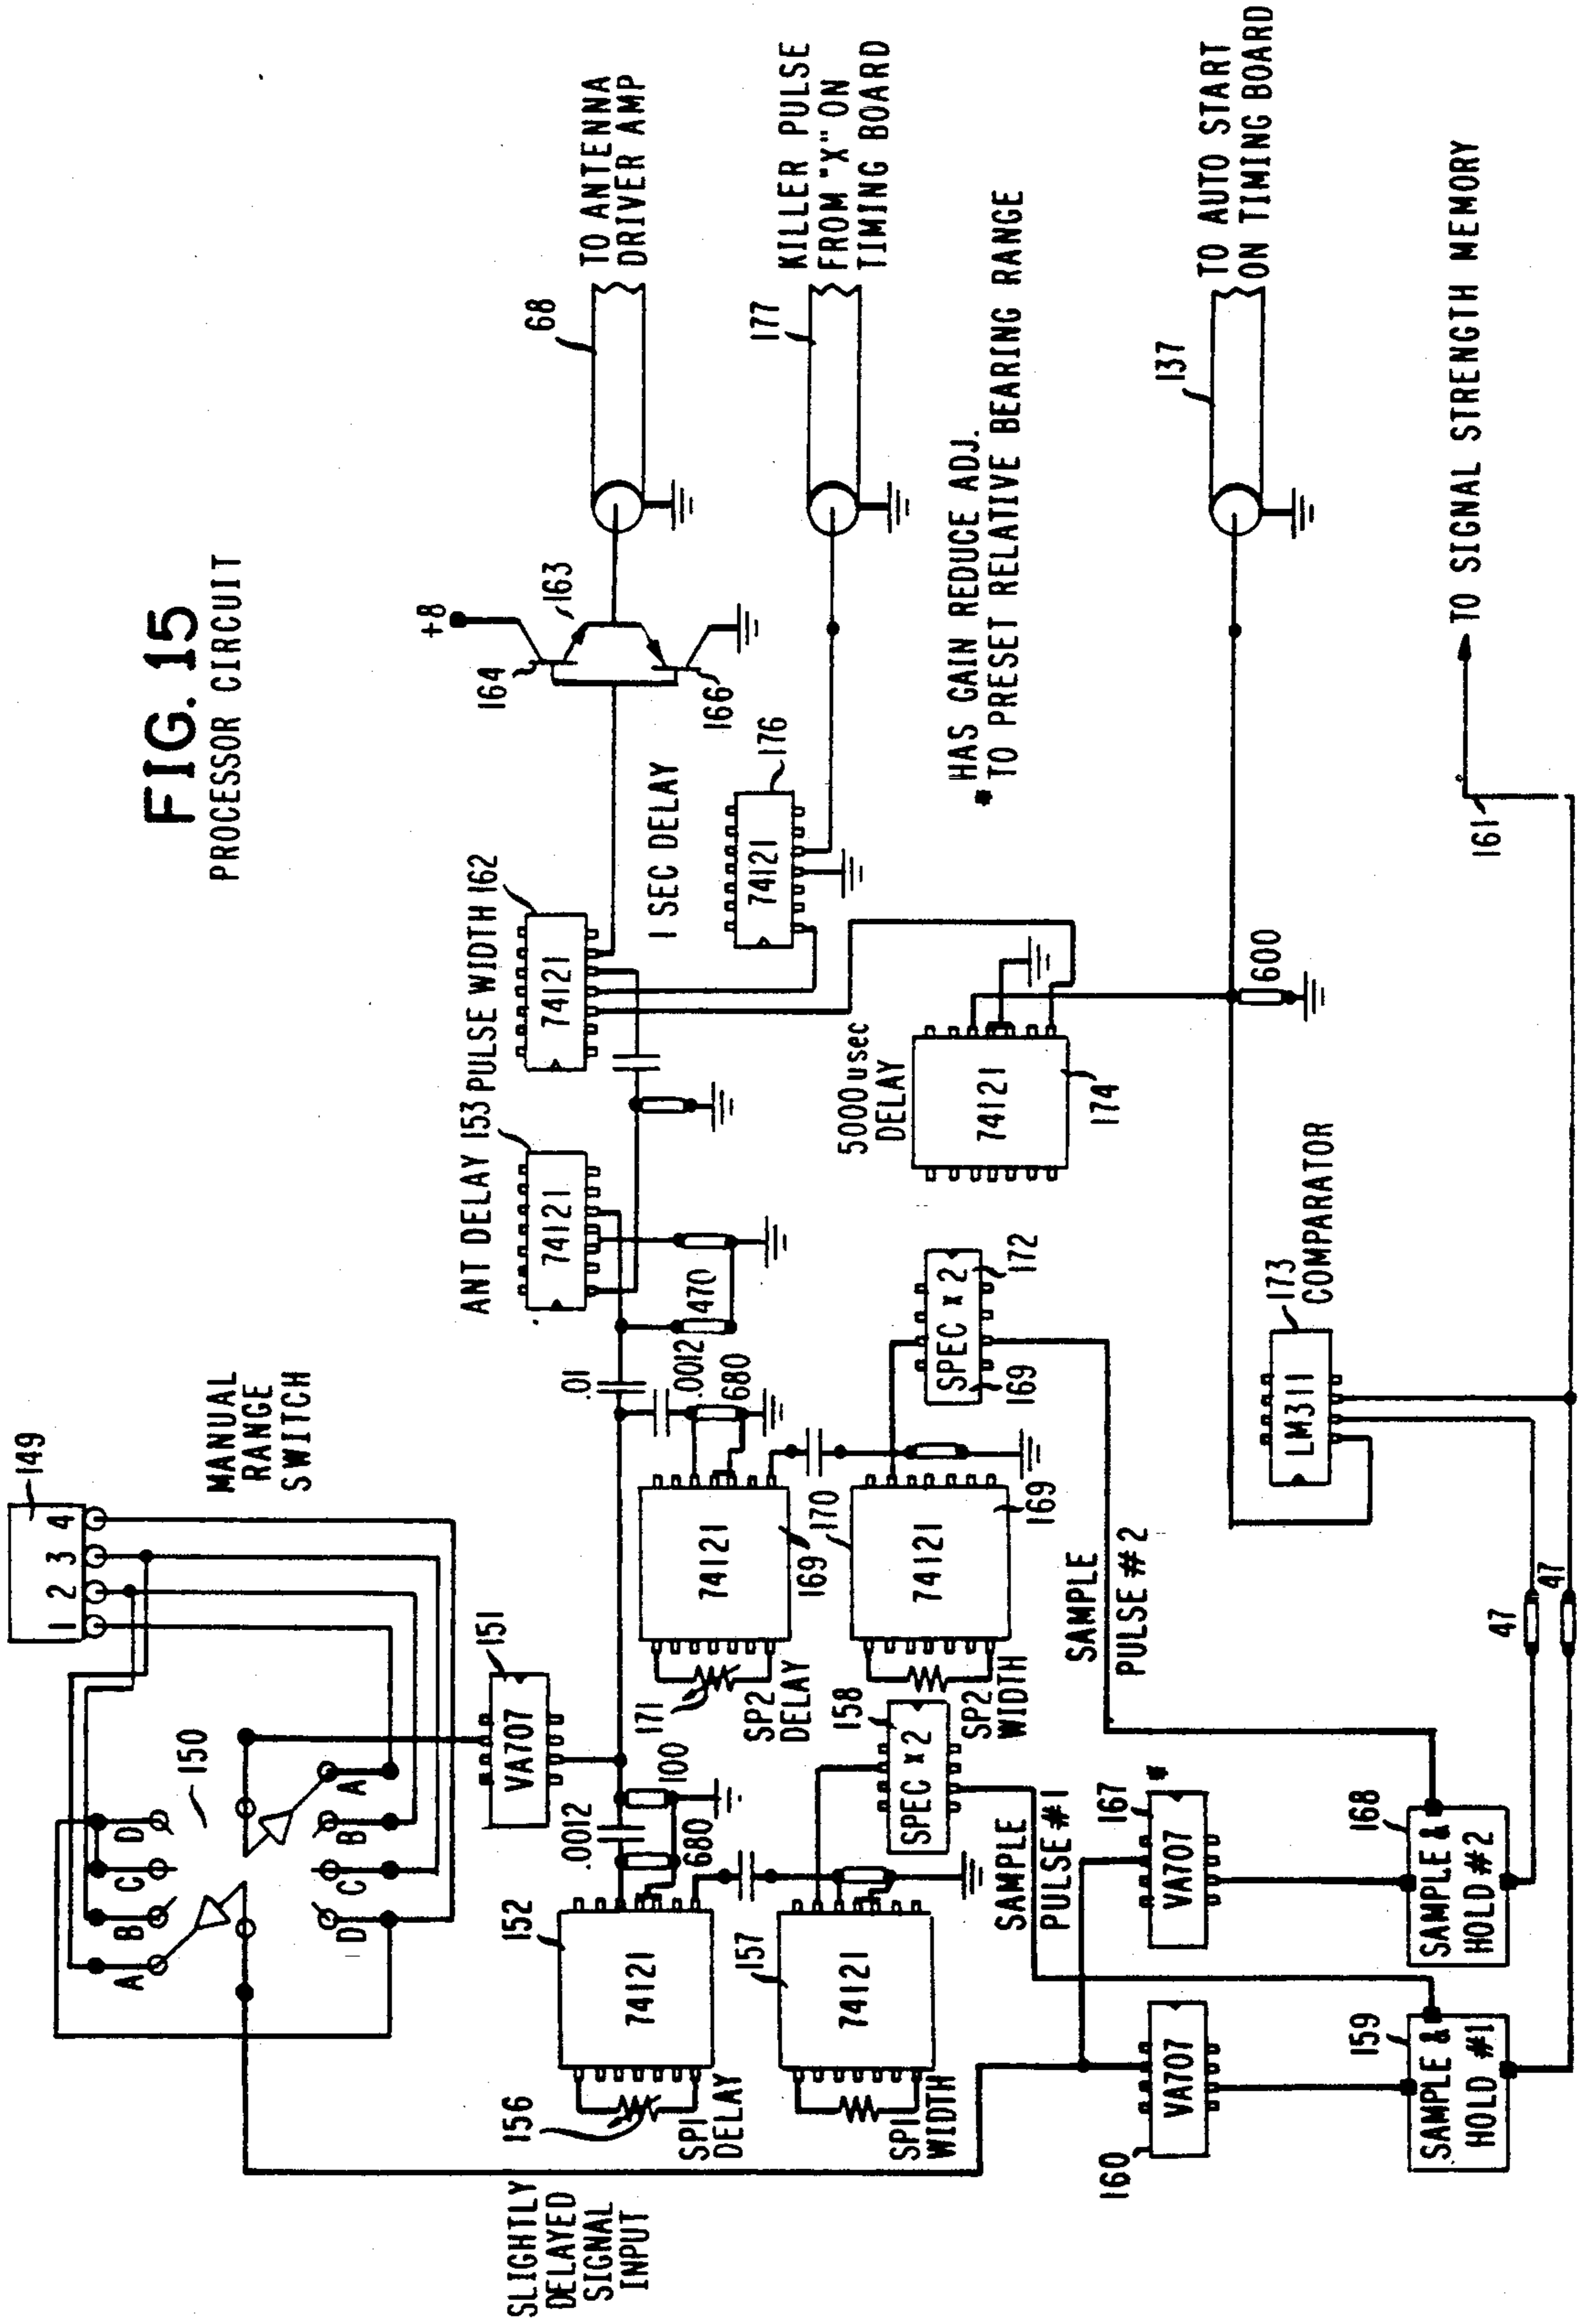 FIG. 15
PROCESSOR CIRCUIT
149
1 2 3 4
MANUAL
RANGE
SWITCH
150
A B C D
D C B A
151
VA707
SLIGHTLY
DELAYED
SIGNAL
INPUT
152
74121
156
SP1
DELAY
.0012
680
100
157
74121
SP1
WIDTH
158
SPEC x 2
SAMPLE
PULSE #1
171
SP2
DELAY
74121
169
.0012
680
.01
470
170
74121
169
SP2
WIDTH
SPEC x 2
169
172
SAMPLE
PULSE #2
ANT DELAY 153
74121
PULSE WIDTH 162
74121
+8
164
163
166
68
TO ANTENNA
DRIVER AMP
1 SEC DELAY
176
74121
177
KILLER PULSE
FROM "X" ON
TIMING BOARD
5000 usec
DELAY
74121
174
* HAS GAIN REDUCE ADJ.
TO PRESET RELATIVE BEARING RANGE
600
137
TO AUTO START
ON TIMING BOARD
160
VA707
167
*
VA707
173
COMPARATOR
LM311
159
SAMPLE &
HOLD #1
168
SAMPLE &
HOLD #2
47
47
161
TO SIGNAL STRENGTH MEMORY